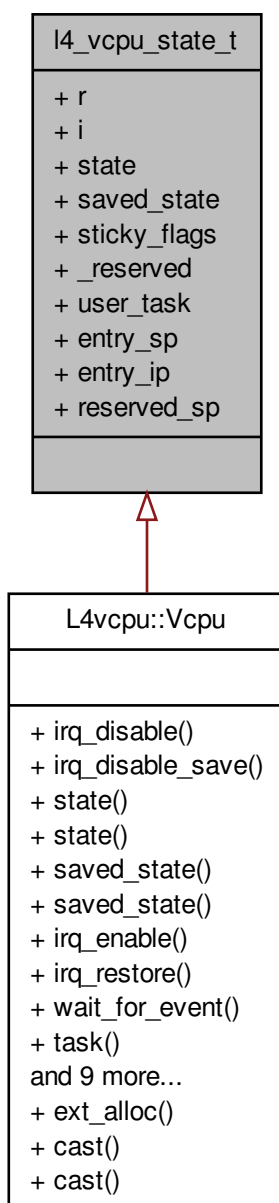 l4_vcpu_state_t
+ r
+ i
+ state
+ saved_state
+ sticky_flags
+ _reserved
+ user_task
+ entry_sp
+ entry_ip
+ reserved_sp
L4vcpu::Vcpu
+ irq_disable()
+ irq_disable_save()
+ state()
+ state()
+ saved_state()
+ saved_state()
+ irq_enable()
+ irq_restore()
+ wait_for_event()
+ task()
and 9 more...
+ ext_alloc()
+ cast()
+ cast()